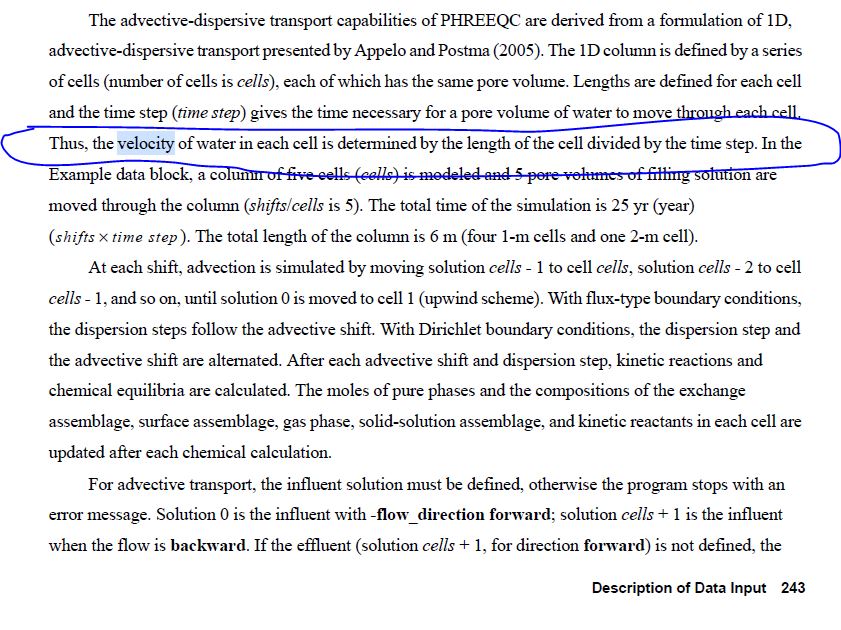 The advective-dispersive transport capabilities of PHREEQC are derived from a formulation of 1D,
advective-dispersive transport presented by Appelo and Postma (2005). The 1D column is defined by a series
of cells (number of cells is cells), each of which has the same pore volume. Lengths are defined for each cell
and the time step (time step) gives the time necessary for a pore volume of water to move through each cell.
Thus, the velocity of water in each cell is determined by the length of the cell divided by the time step. In the
Example data block, a column of five cells (cells) is modeled and 5 pore volumes of filling solution are
moved through the column (shifts/cells is 5). The total time of the simulation is 25 yr (year)
(shifts × time step). The total length of the column is 6 m (four 1-m cells and one 2-m cell).
At each shift, advection is simulated by moving solution cells - 1 to cell cells, solution cells - 2 to cell
cells - 1, and so on, until solution 0 is moved to cell 1 (upwind scheme). With flux-type boundary conditions,
the dispersion steps follow the advective shift. With Dirichlet boundary conditions, the dispersion step and
the advective shift are alternated. After each advective shift and dispersion step, kinetic reactions and
chemical equilibria are calculated. The moles of pure phases and the compositions of the exchange
assemblage, surface assemblage, gas phase, solid-solution assemblage, and kinetic reactants in each cell are
updated after each chemical calculation.
For advective transport, the influent solution must be defined, otherwise the program stops with an
error message. Solution 0 is the influent with -flow_direction forward; solution cells + 1 is the influent
when the flow is backward. If the effluent (solution cells + 1, for direction forward) is not defined, the
Description of Data Input 243